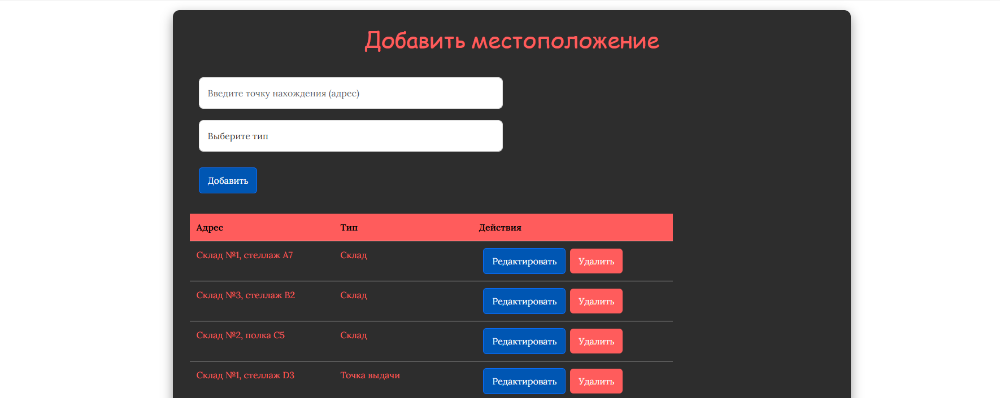 Добавить местоположение
Введите точку нахождения (адрес)
Выберите тип
Добавить
Адрес Тип Действия
Склад №1, стеллаж A7 Склад Редактировать Удалить
Склад №3, стеллаж B2 Склад Редактировать Удалить
Склад №2, полка C5 Склад Редактировать Удалить
Склад №1, стеллаж D3 Точка выдачи Редактировать Удалить